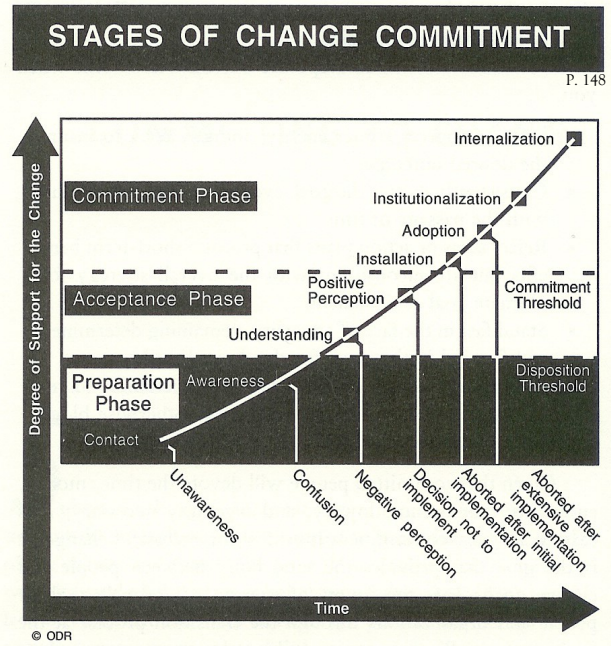 STAGES OF CHANGE COMMITMENT
P. 148
Degree of Support for the Change
Internalization
Commitment Phase
Institutionalization
Adoption
Installation
Commitment
Threshold
Positive
Perception
Acceptance Phase
Understanding
Disposition
Threshold
Preparation
Phase
Awareness
Contact
Unawareness
Confusion
Negative perception
Decision not to
implement
Aborted after initial
implementation
Aborted after
extensive
implementation
Time
© ODR